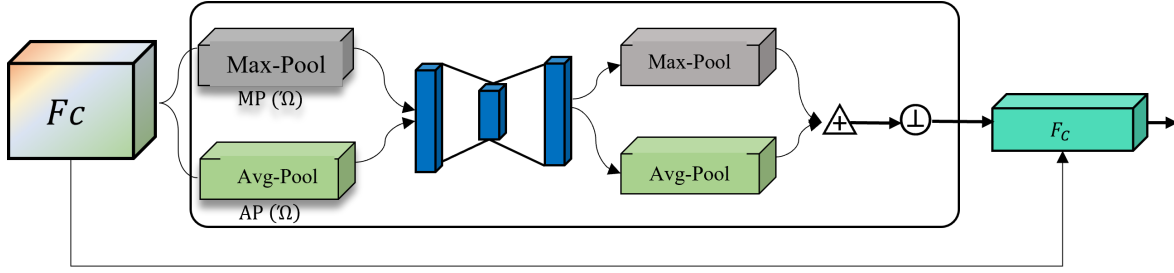 Fc
Max-Pool
MP (Ώ)
Avg-Pool
AP (Ώ)
Max-Pool
Avg-Pool
+
⊥
F_C